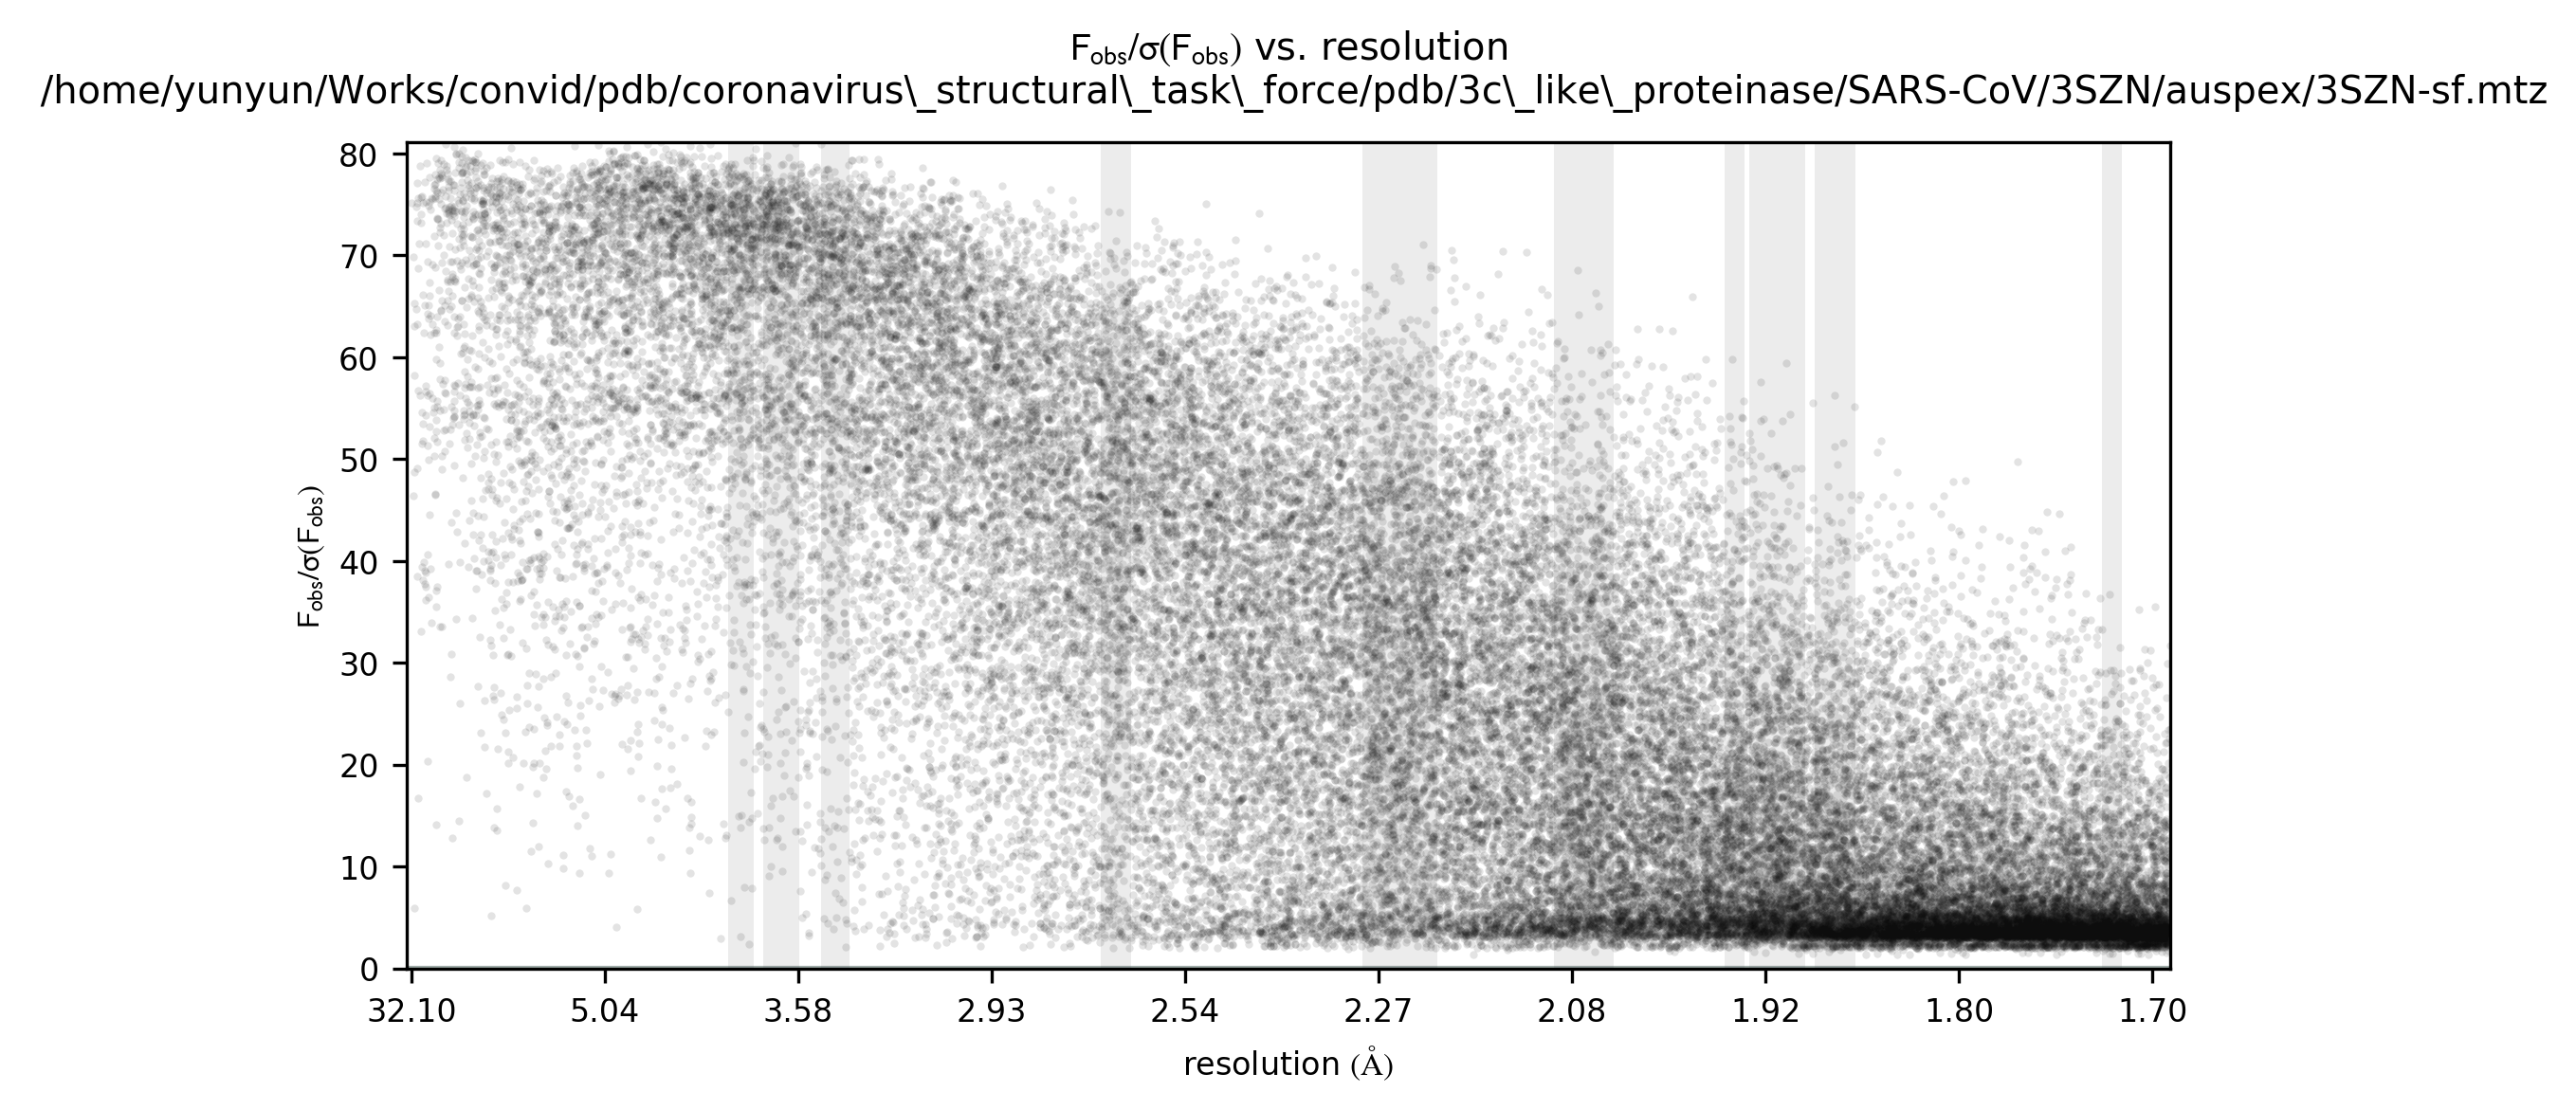 Fobs/σ(Fobs) vs. resolution
/home/yunyun/Works/convid/pdb/coronavirus\_structural\_task\_force/pdb/3c\_like\_proteinase/SARS-CoV/3SZN/auspex/3SZN-sf.mtz
80
70
60
50
40
30
20
10
0
Fobs/σ(Fobs)
32.10 5.04 3.58 2.93 2.54 2.27 2.08 1.92 1.80 1.70
resolution (Å)